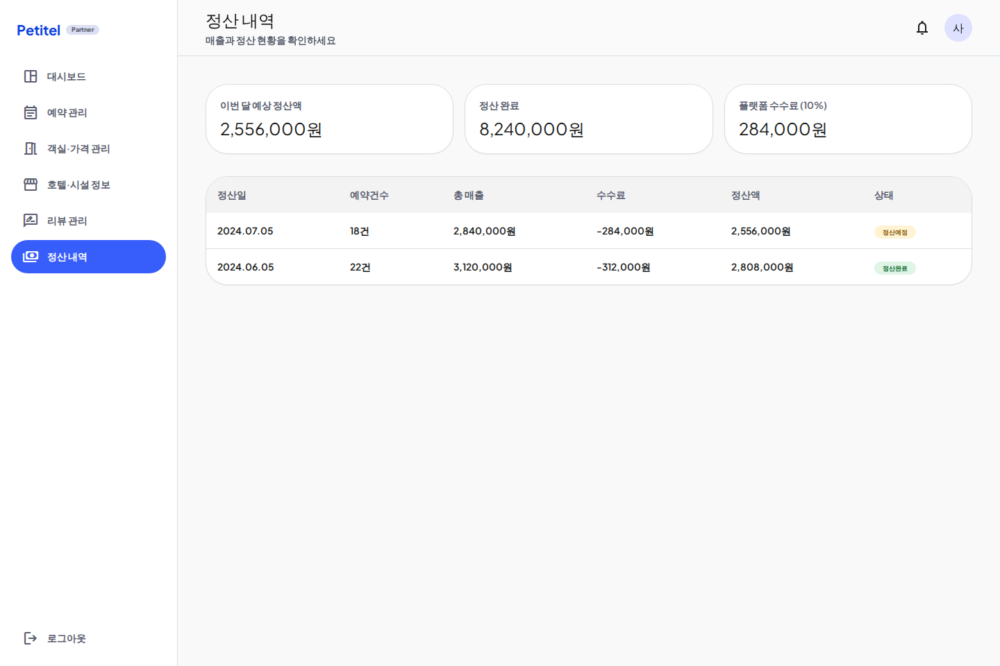 Petitel Partner
대시보드
예약 관리
객실·가격 관리
호텔·시설 정보
리뷰 관리
정산 내역
로그아웃
정산 내역
매출과 정산 현황을 확인하세요
사
이번 달 예상 정산액
2,556,000원
정산 완료
8,240,000원
플랫폼 수수료 (10%)
284,000원
정산일 예약건수 총 매출 수수료 정산액 상태
2024.07.05 18건 2,840,000원 -284,000원 2,556,000원 정산예정
2024.06.05 22건 3,120,000원 -312,000원 2,808,000원 정산완료